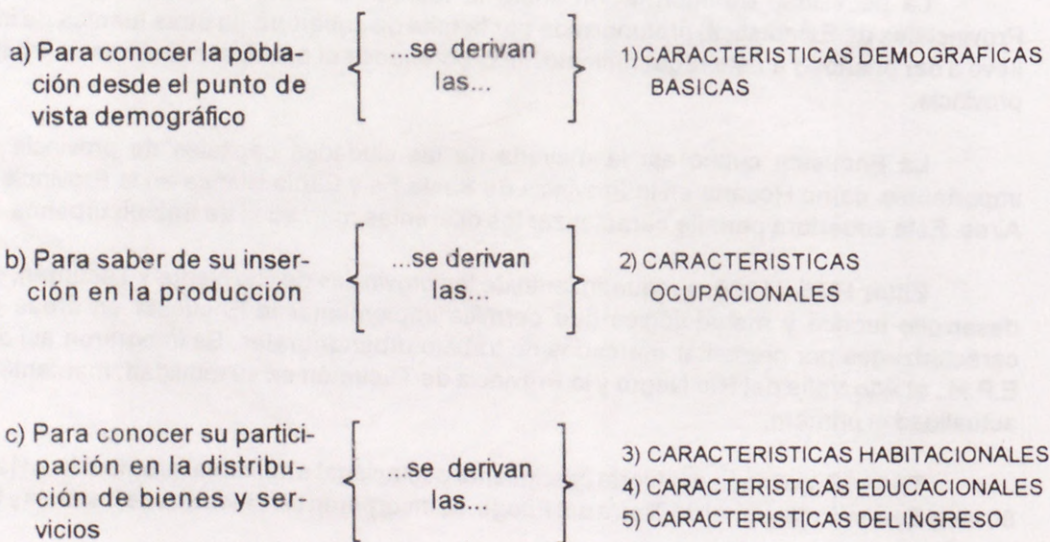 a) Para conocer la pobla-
ción desde el punto de
vista demográfico
...se derivan
las...
1) CARACTERISTICAS DEMOGRAFICAS
BASICAS
b) Para saber de su inser-
ción en la producción
...se derivan
las...
2) CARACTERISTICAS
OCUPACIONALES
c) Para conocer su partici-
pación en la distribu-
ción de bienes y ser-
vicios
...se derivan
las...
3) CARACTERISTICAS HABITACIONALES
4) CARACTERISTICAS EDUCACIONALES
5) CARACTERISTICAS DEL INGRESO